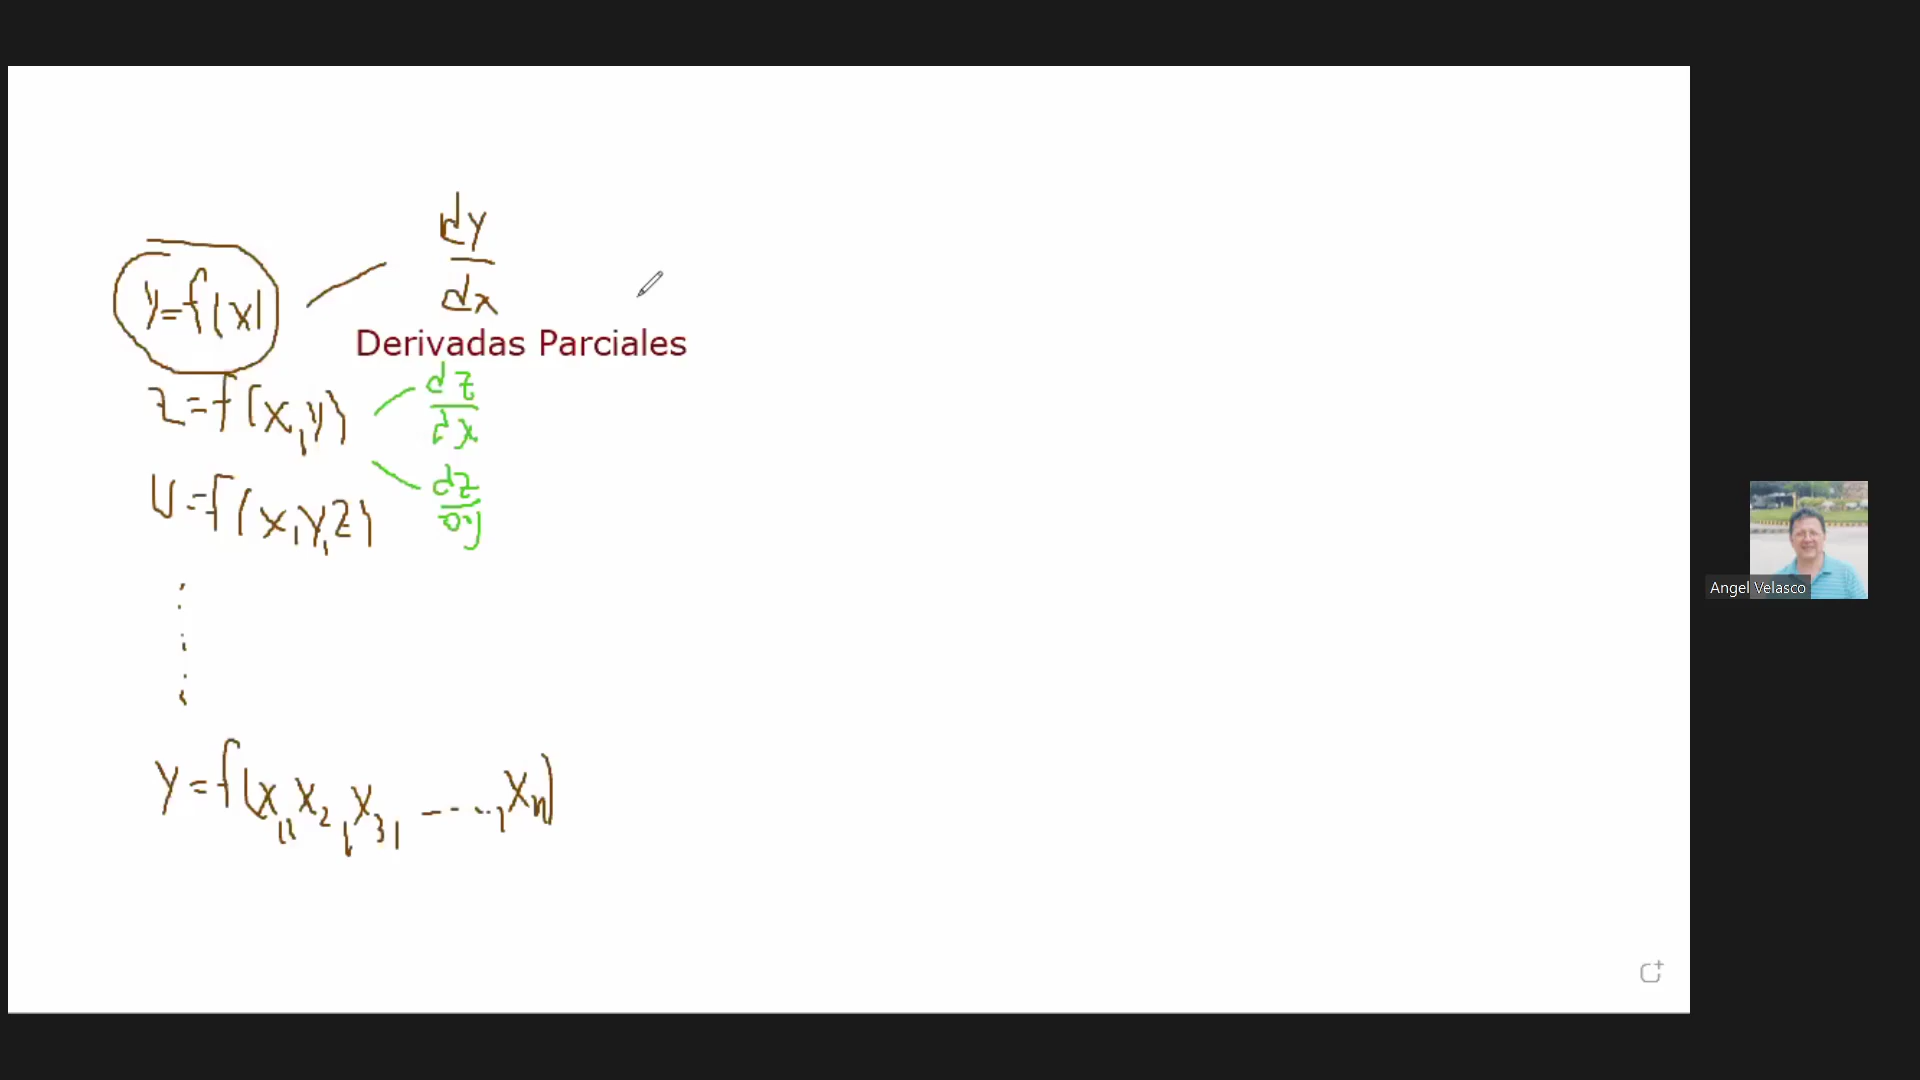 dy
dx
y=f(x)
Derivadas Parciales
z=f(x,y)
dz
dx
U=f(x,y,z)
dz
dy
y=f(x1,x2,x3,-----,xn)
Angel Velasco